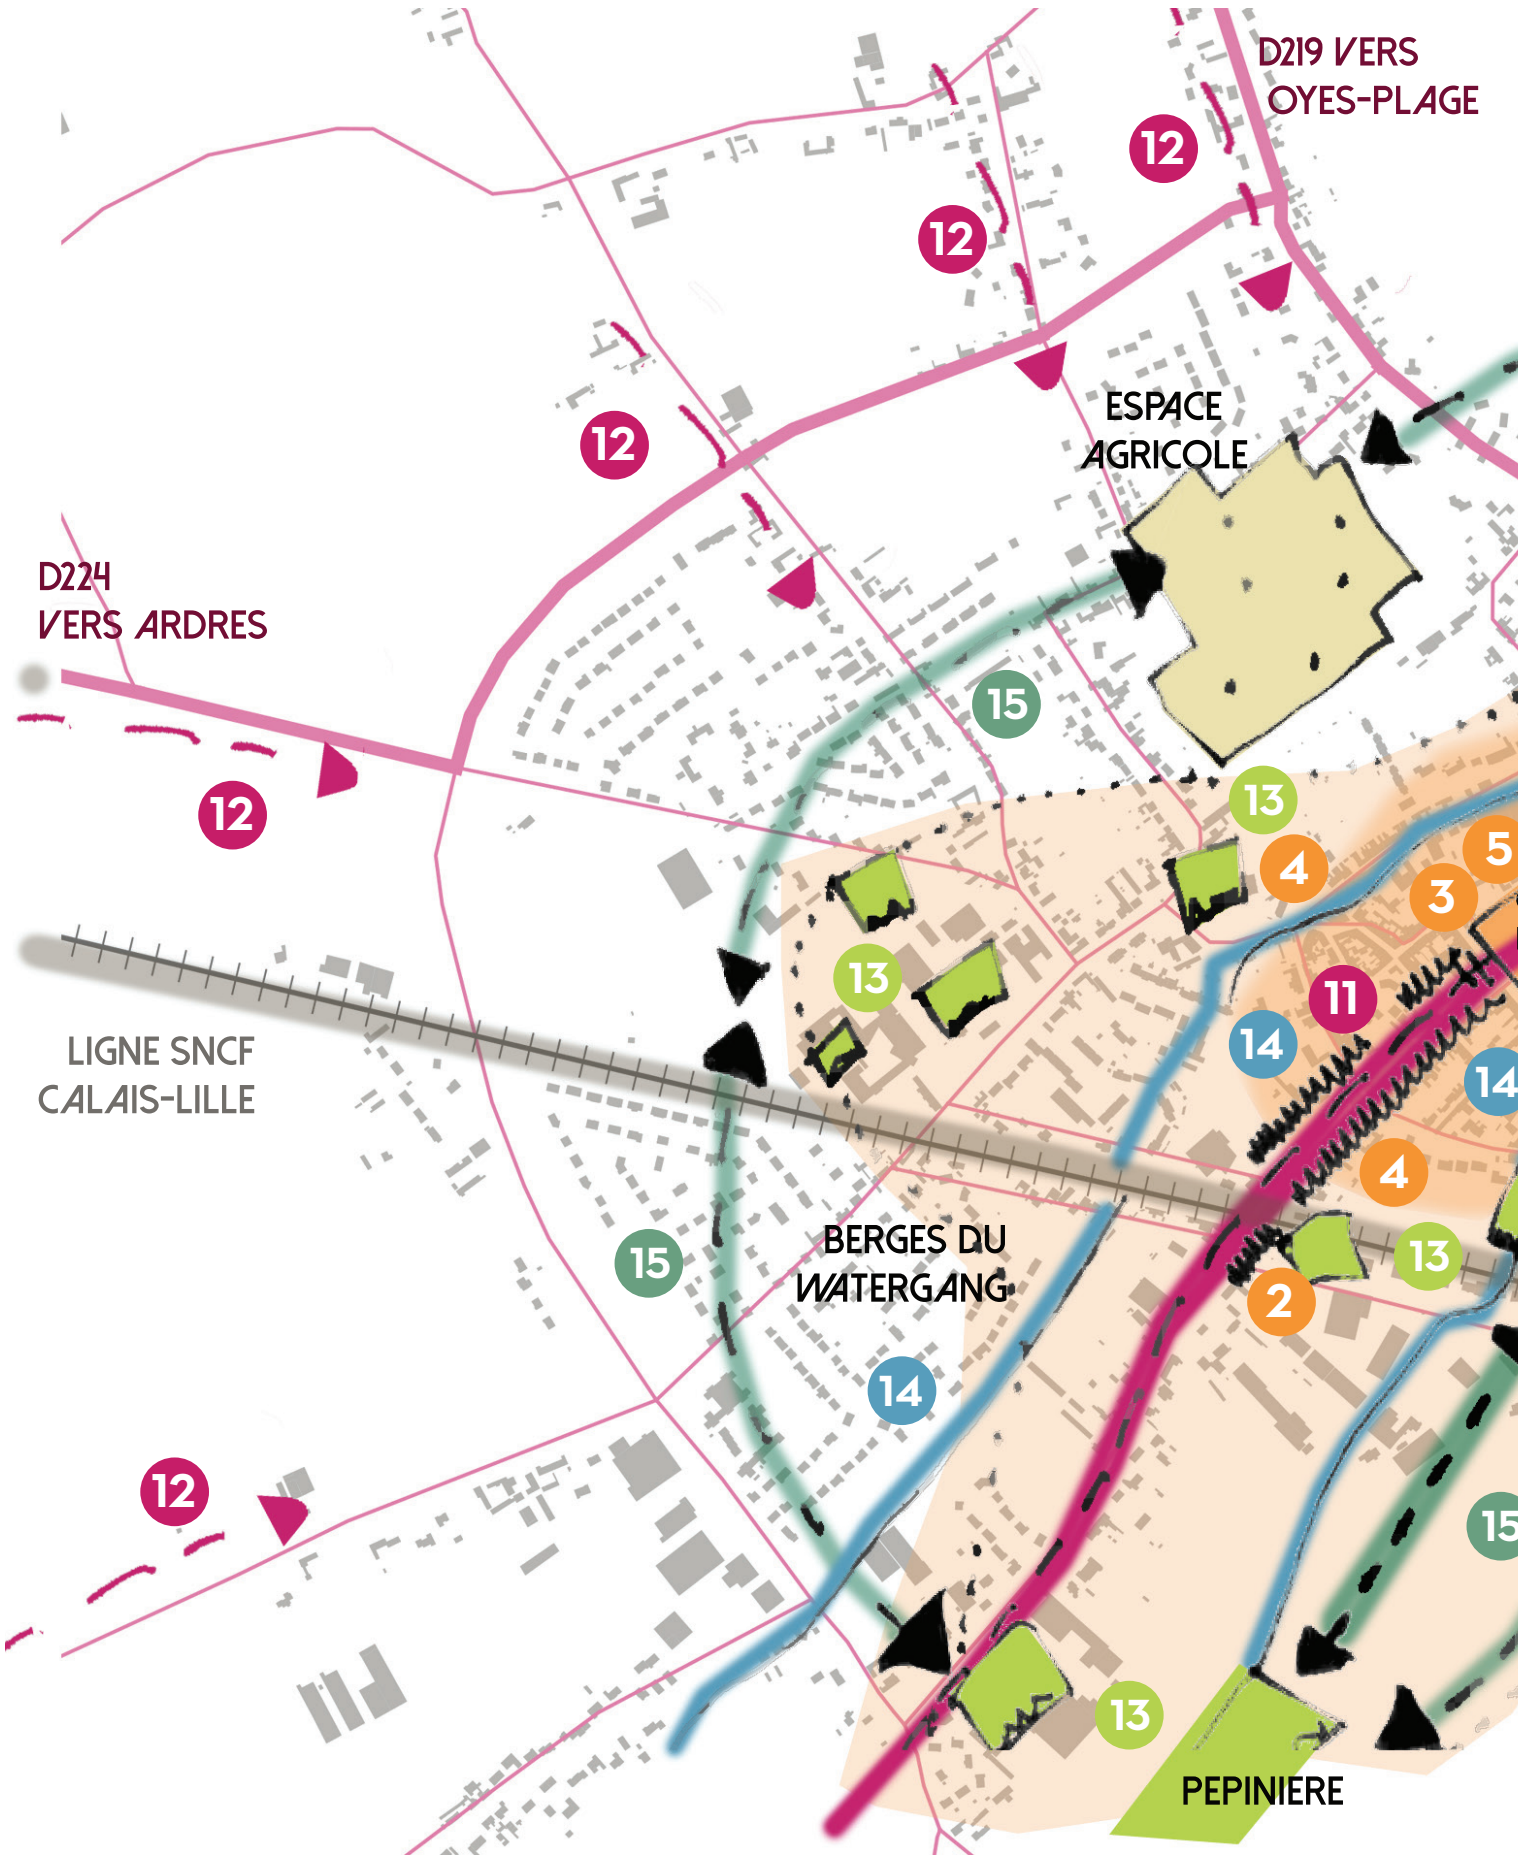 D219 VERS
OYES-PLAGE
12
12
12
ESPACE
AGRICOLE
D224
VERS ARDRES
12
15
13
4
5
3
13
11
14
14
LIGNE SNCF
CALAIS-LILLE
4
13
2
15
BERGES DU
WATERGANG
14
12
15
13
PEPINIERE